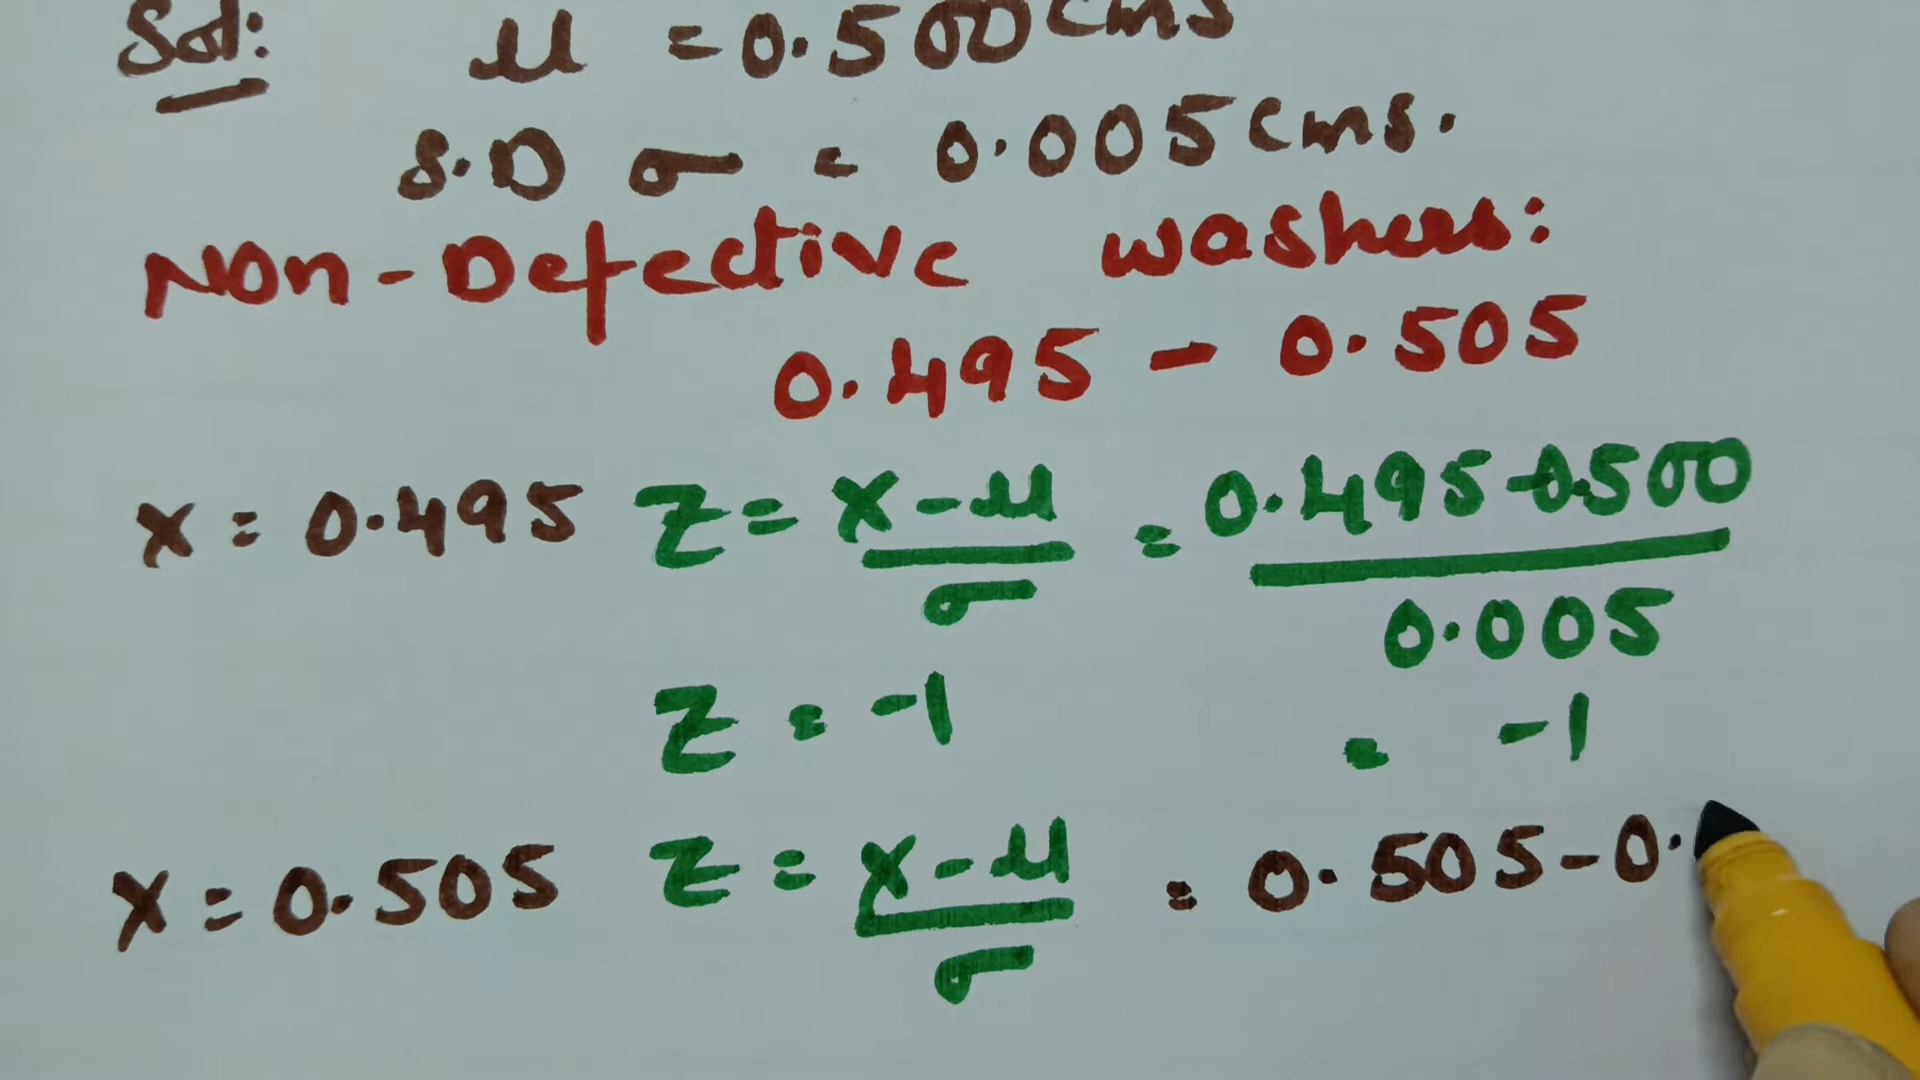 Sol: μ = 0.500 cms
S.D σ = 0.005 cms.
Non-Defective washers:
0.495 - 0.505
x = 0.495 Z = x-μ/σ = 0.495-0.500/0.005
Z = -1 = -1
x = 0.505 Z = x-μ/σ = 0.505-0.